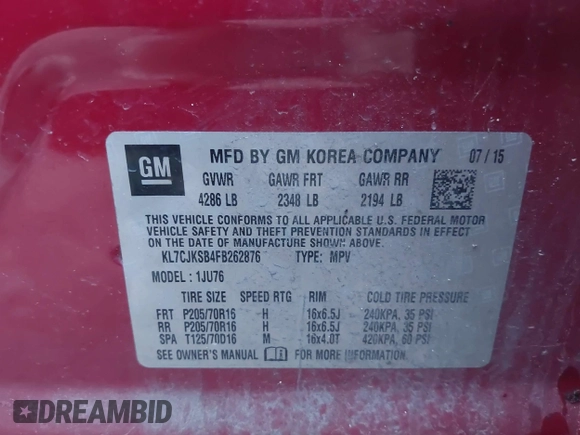 GM MFD BY GM KOREA COMPANY 07 / 15
GVWR GAWR FRT GAWR RR
4286 LB 2348 LB 2194 LB
THIS VEHICLE CONFORMS TO ALL APPLICABLE U.S. FEDERAL MOTOR
VEHICLE SAFETY AND THEFT PREVENTION STANDARDS IN EFFECT
ON THE DATE OF MANUFACTURE SHOWN ABOVE.
KL7CJKSB4FB262876 TYPE: MPV
MODEL: 1JU76
TIRE SIZE SPEED RTG RIM COLD TIRE PRESSURE
FRT P205/70R16 H 16x6.5J 240KPA, 35 PSI
RR P205/70R16 H 16x6.5J 240KPA, 35 PSI
SPA T125/70D16 M 16x4.0T 420KPA, 60 PSI
SEE OWNER'S MANUAL FOR MORE INFORMATION.
DREAMBID